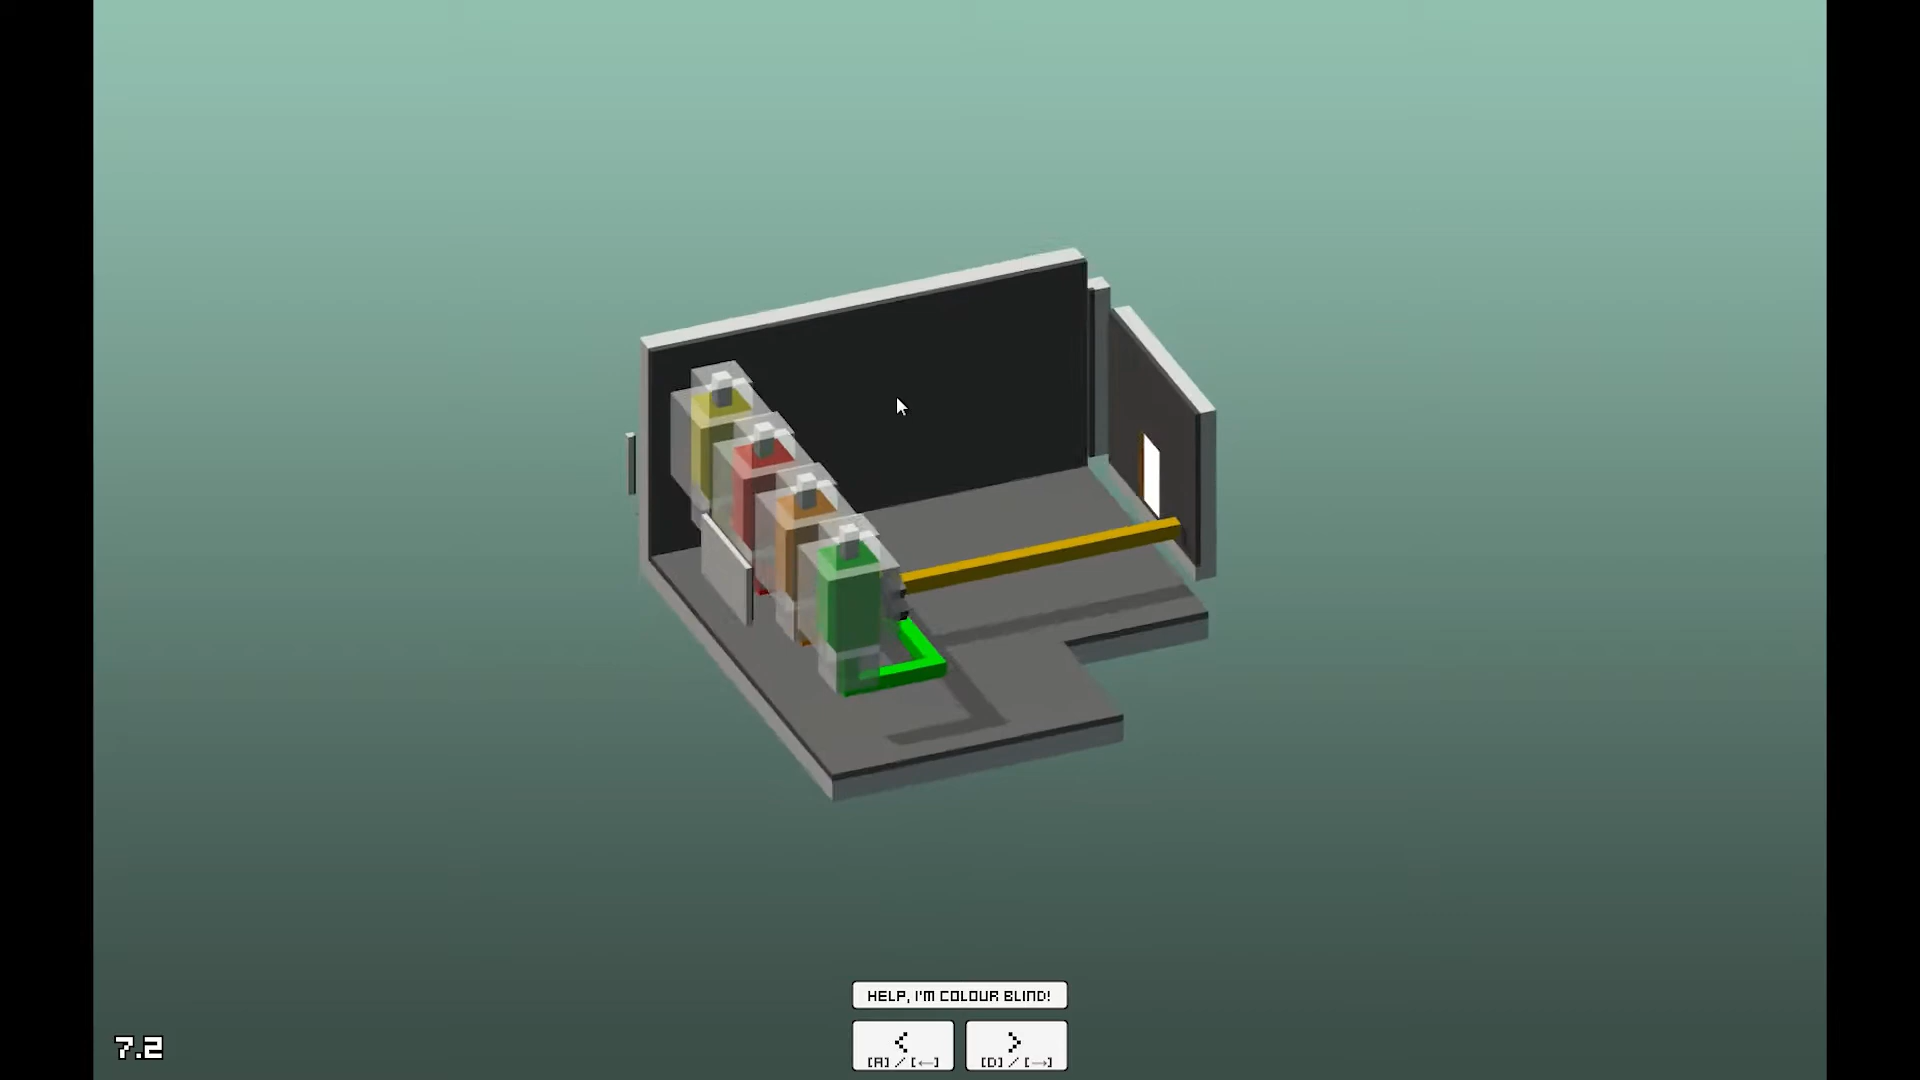 HELP, I'M COLOUR BLIND!
< >
[A] / [←] [D] / [→]
7.2